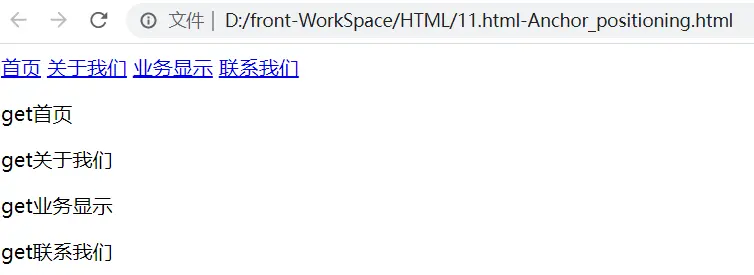 文件 | D:/front-WorkSpace/HTML/11.html-Anchor_positioning.html
首页 关于我们 业务显示 联系我们
get首页
get关于我们
get业务显示
get联系我们